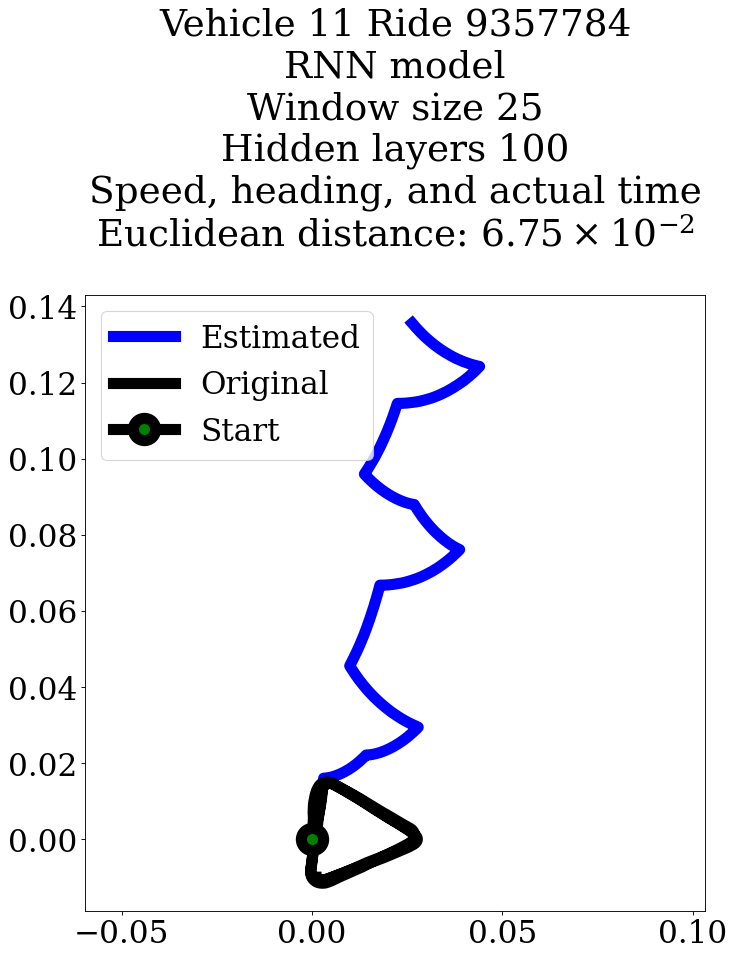 Vehicle 11 Ride 9357784
RNN model
Window size 25
Hidden layers 100
Speed, heading, and actual time
Euclidean distance: 6.75 × 10⁻²
0.14
0.12
0.10
0.08
0.06
0.04
0.02
0.00
Estimated
Original
Start
−0.05
0.00
0.05
0.10